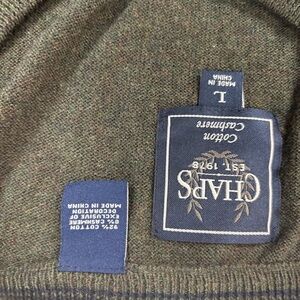 CHAPS
EST. 1978
Cotton
Cashmere
L
MADE IN
CHINA
92% COTTON
8% CASHMERE
EXCLUSIVE OF
DECORATION
MADE IN CHINA